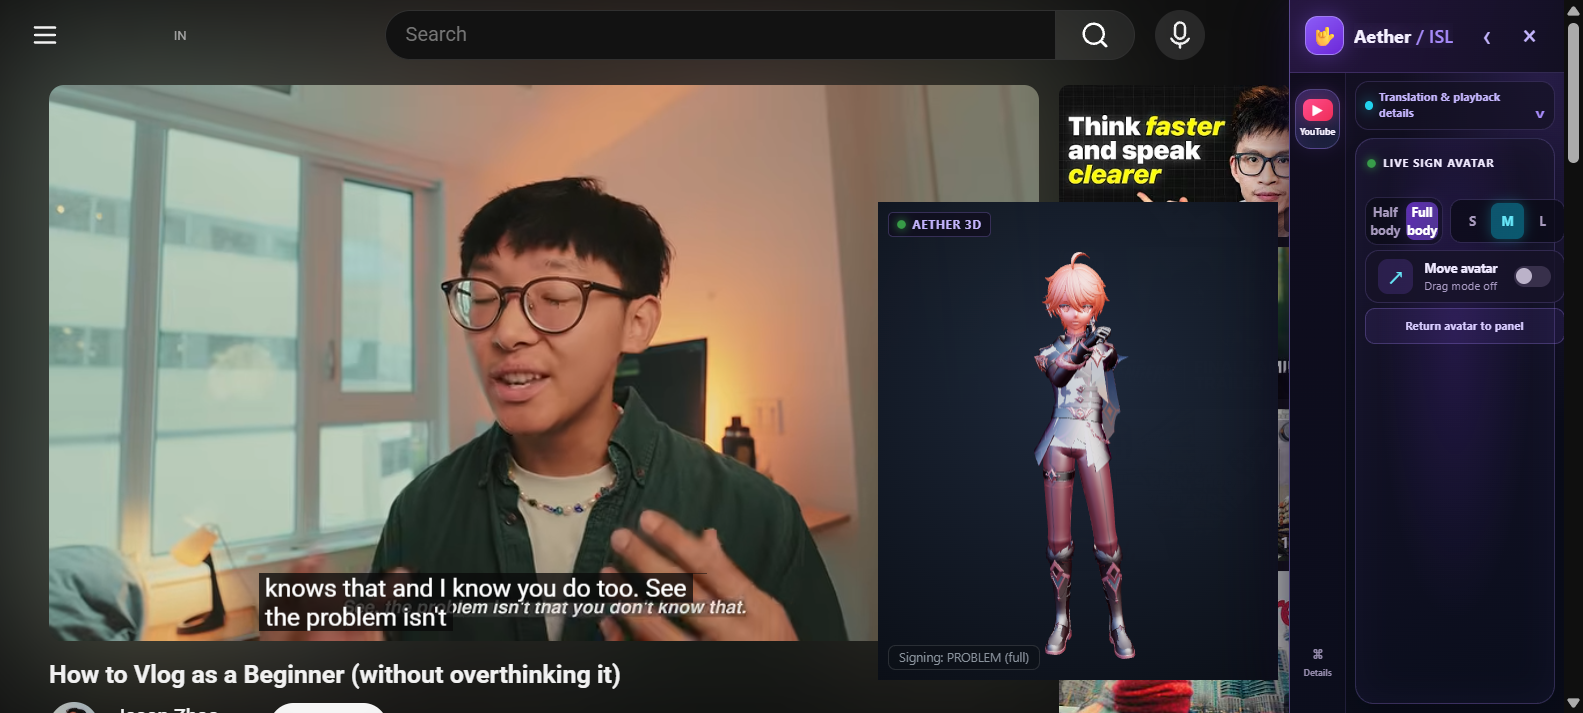 IN
Search
Think faster
and speak
clearer
knows that and I know you do too. See
the problem isn't
See, the problem isn't that you don't know that.
How to Vlog as a Beginner (without overthinking it)
AETHER 3D
Signing: PROBLEM (full)
Aether / ISL
YouTube
Translation & playback
details
LIVE SIGN AVATAR
Half
body
Full
body
S
M
L
Move avatar
Drag mode off
Return avatar to panel
Details